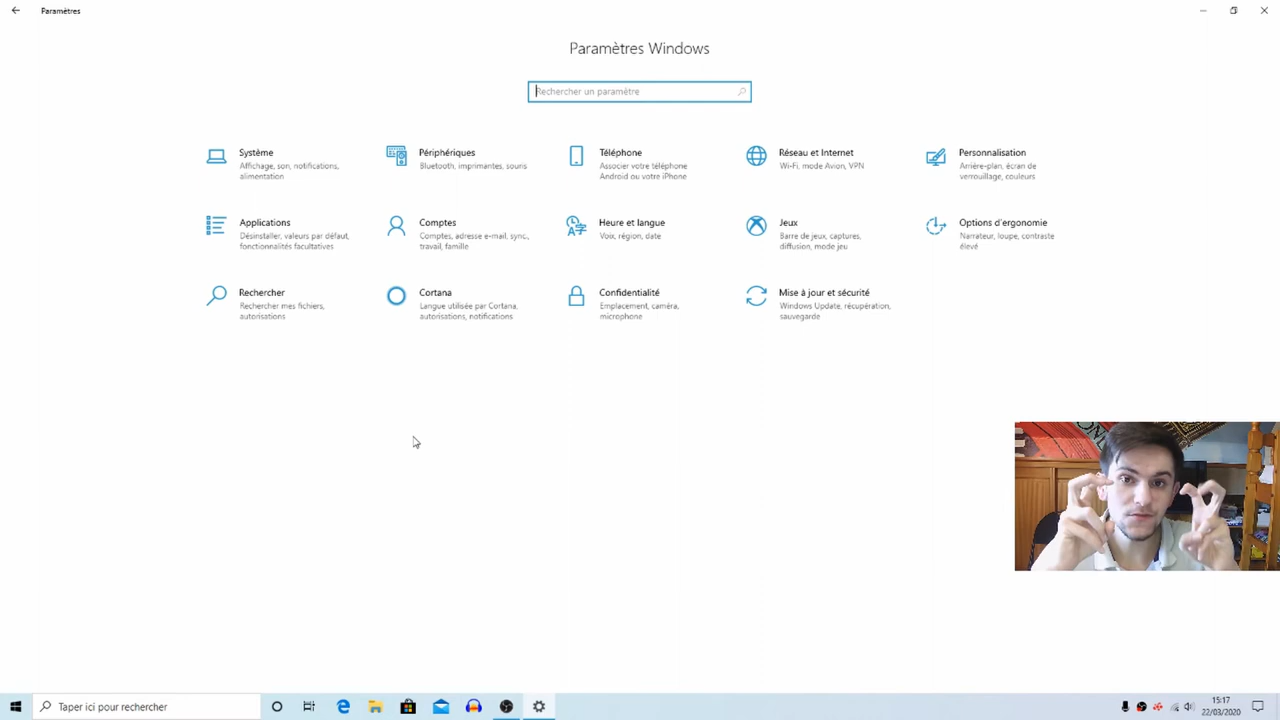 Paramètres
Paramètres Windows
Rechercher un paramètre
Système
Affichage, son, notifications,
alimentation
Périphériques
Bluetooth, imprimantes, souris
Téléphone
Associer votre téléphone
Android ou votre iPhone
Réseau et Internet
Wi-Fi, mode Avion, VPN
Personnalisation
Arrière-plan, écran de
verrouillage, couleurs
Applications
Désinstaller, valeurs par défaut,
fonctionnalités facultatives
Comptes
Comptes, adresse e-mail, sync.,
travail, famille
Heure et langue
Voix, région, date
Jeux
Barre de jeux, captures,
diffusion, mode jeu
Options d'ergonomie
Narrateur, loupe, contraste
élevé
Rechercher
Rechercher mes fichiers,
autorisations
Cortana
Langue utilisée par Cortana,
autorisations, notifications
Confidentialité
Emplacement, caméra,
microphone
Mise à jour et sécurité
Windows Update, récupération,
sauvegarde
Taper ici pour rechercher
15:17
22/03/2020